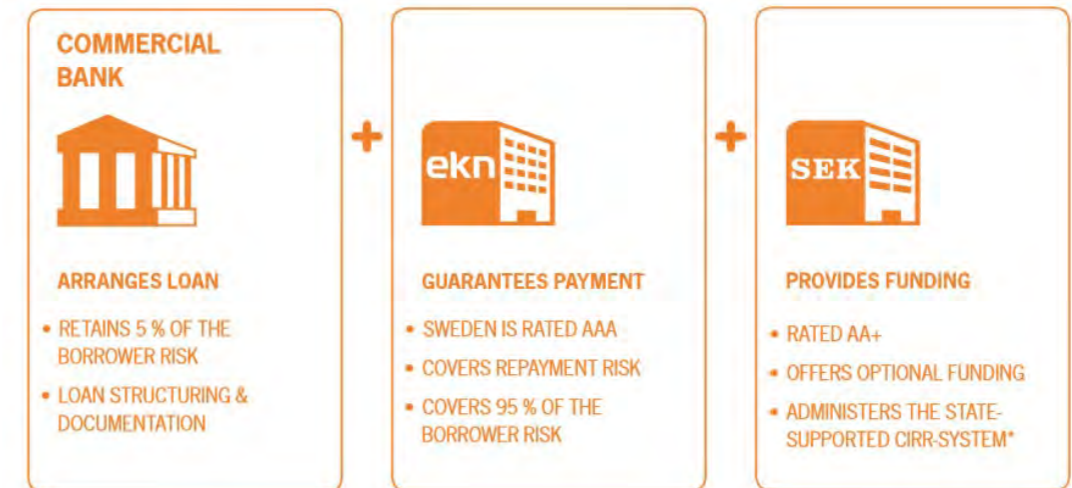 COMMERCIAL
BANK
ARRANGES LOAN
• RETAINS 5 % OF THE
BORROWER RISK
• LOAN STRUCTURING &
DOCUMENTATION
+
ekn
GUARANTEES PAYMENT
• SWEDEN IS RATED AAA
• COVERS REPAYMENT RISK
• COVERS 95 % OF THE
BORROWER RISK
+
SEK
PROVIDES FUNDING
• RATED AA+
• OFFERS OPTIONAL FUNDING
• ADMINISTERS THE STATE-
SUPPORTED CIRR-SYSTEM*